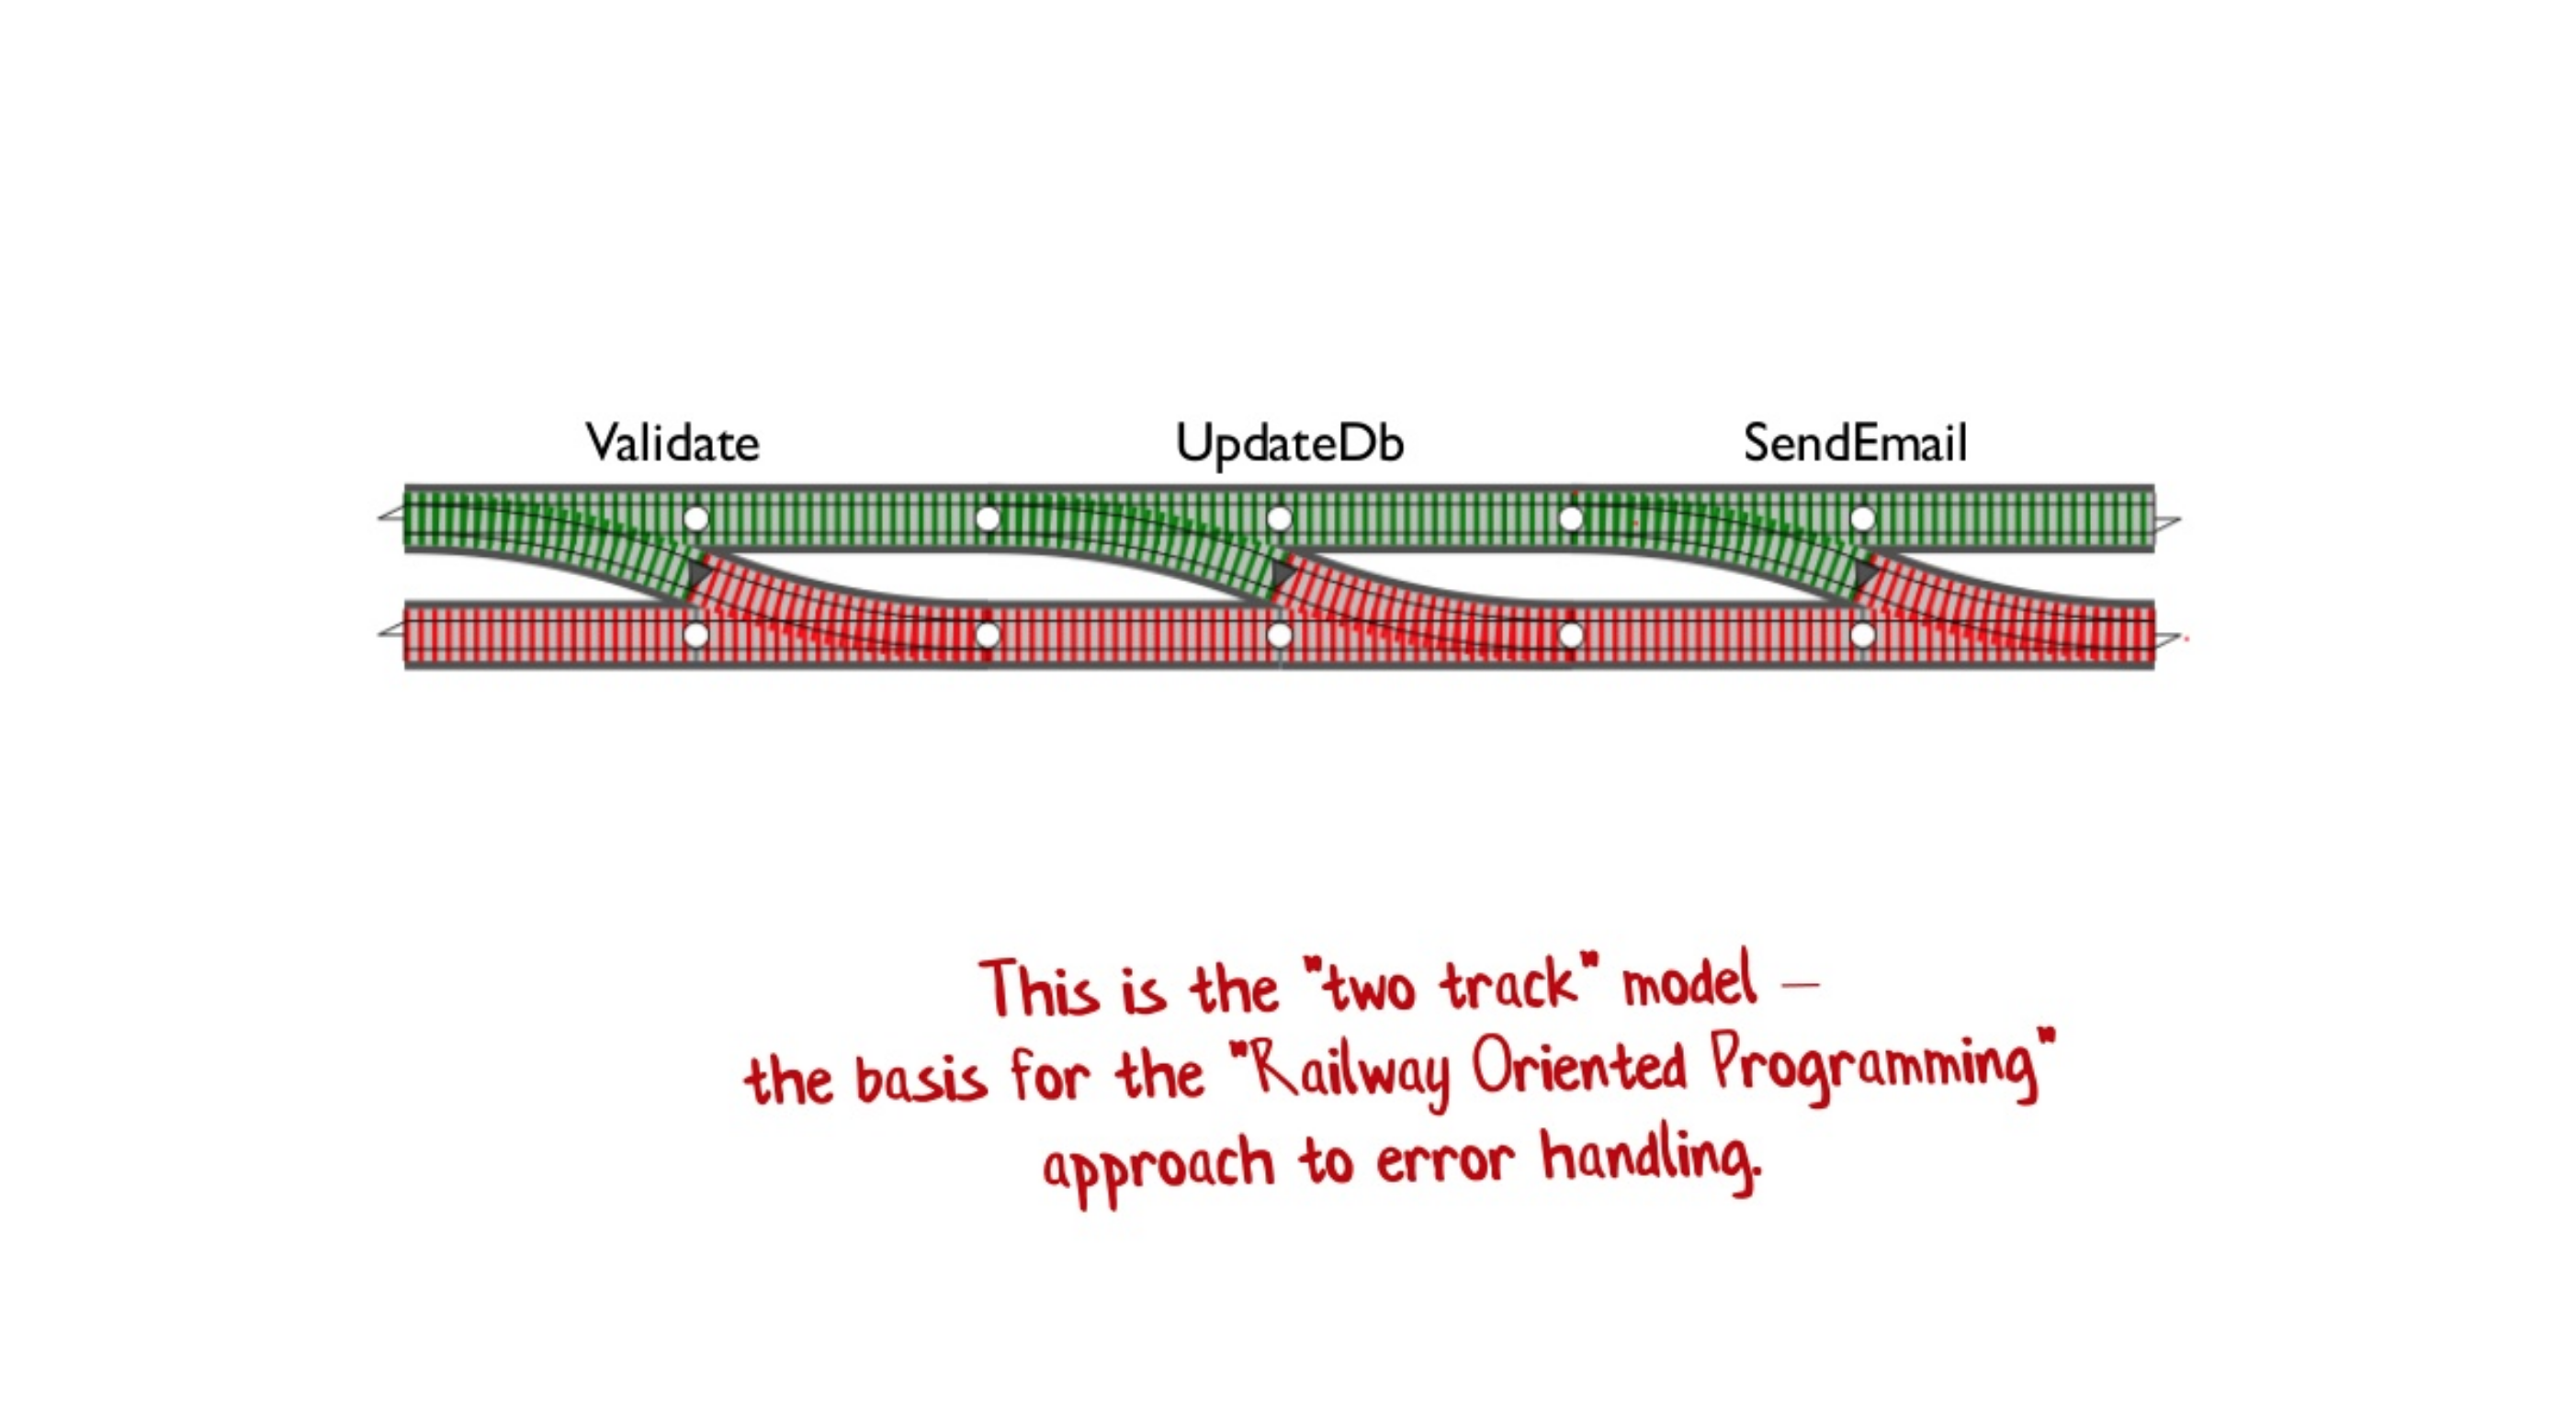 Validate UpdateDb SendEmail
This is the "two track" model –
the basis for the "Railway Oriented Programming"
approach to error handling.